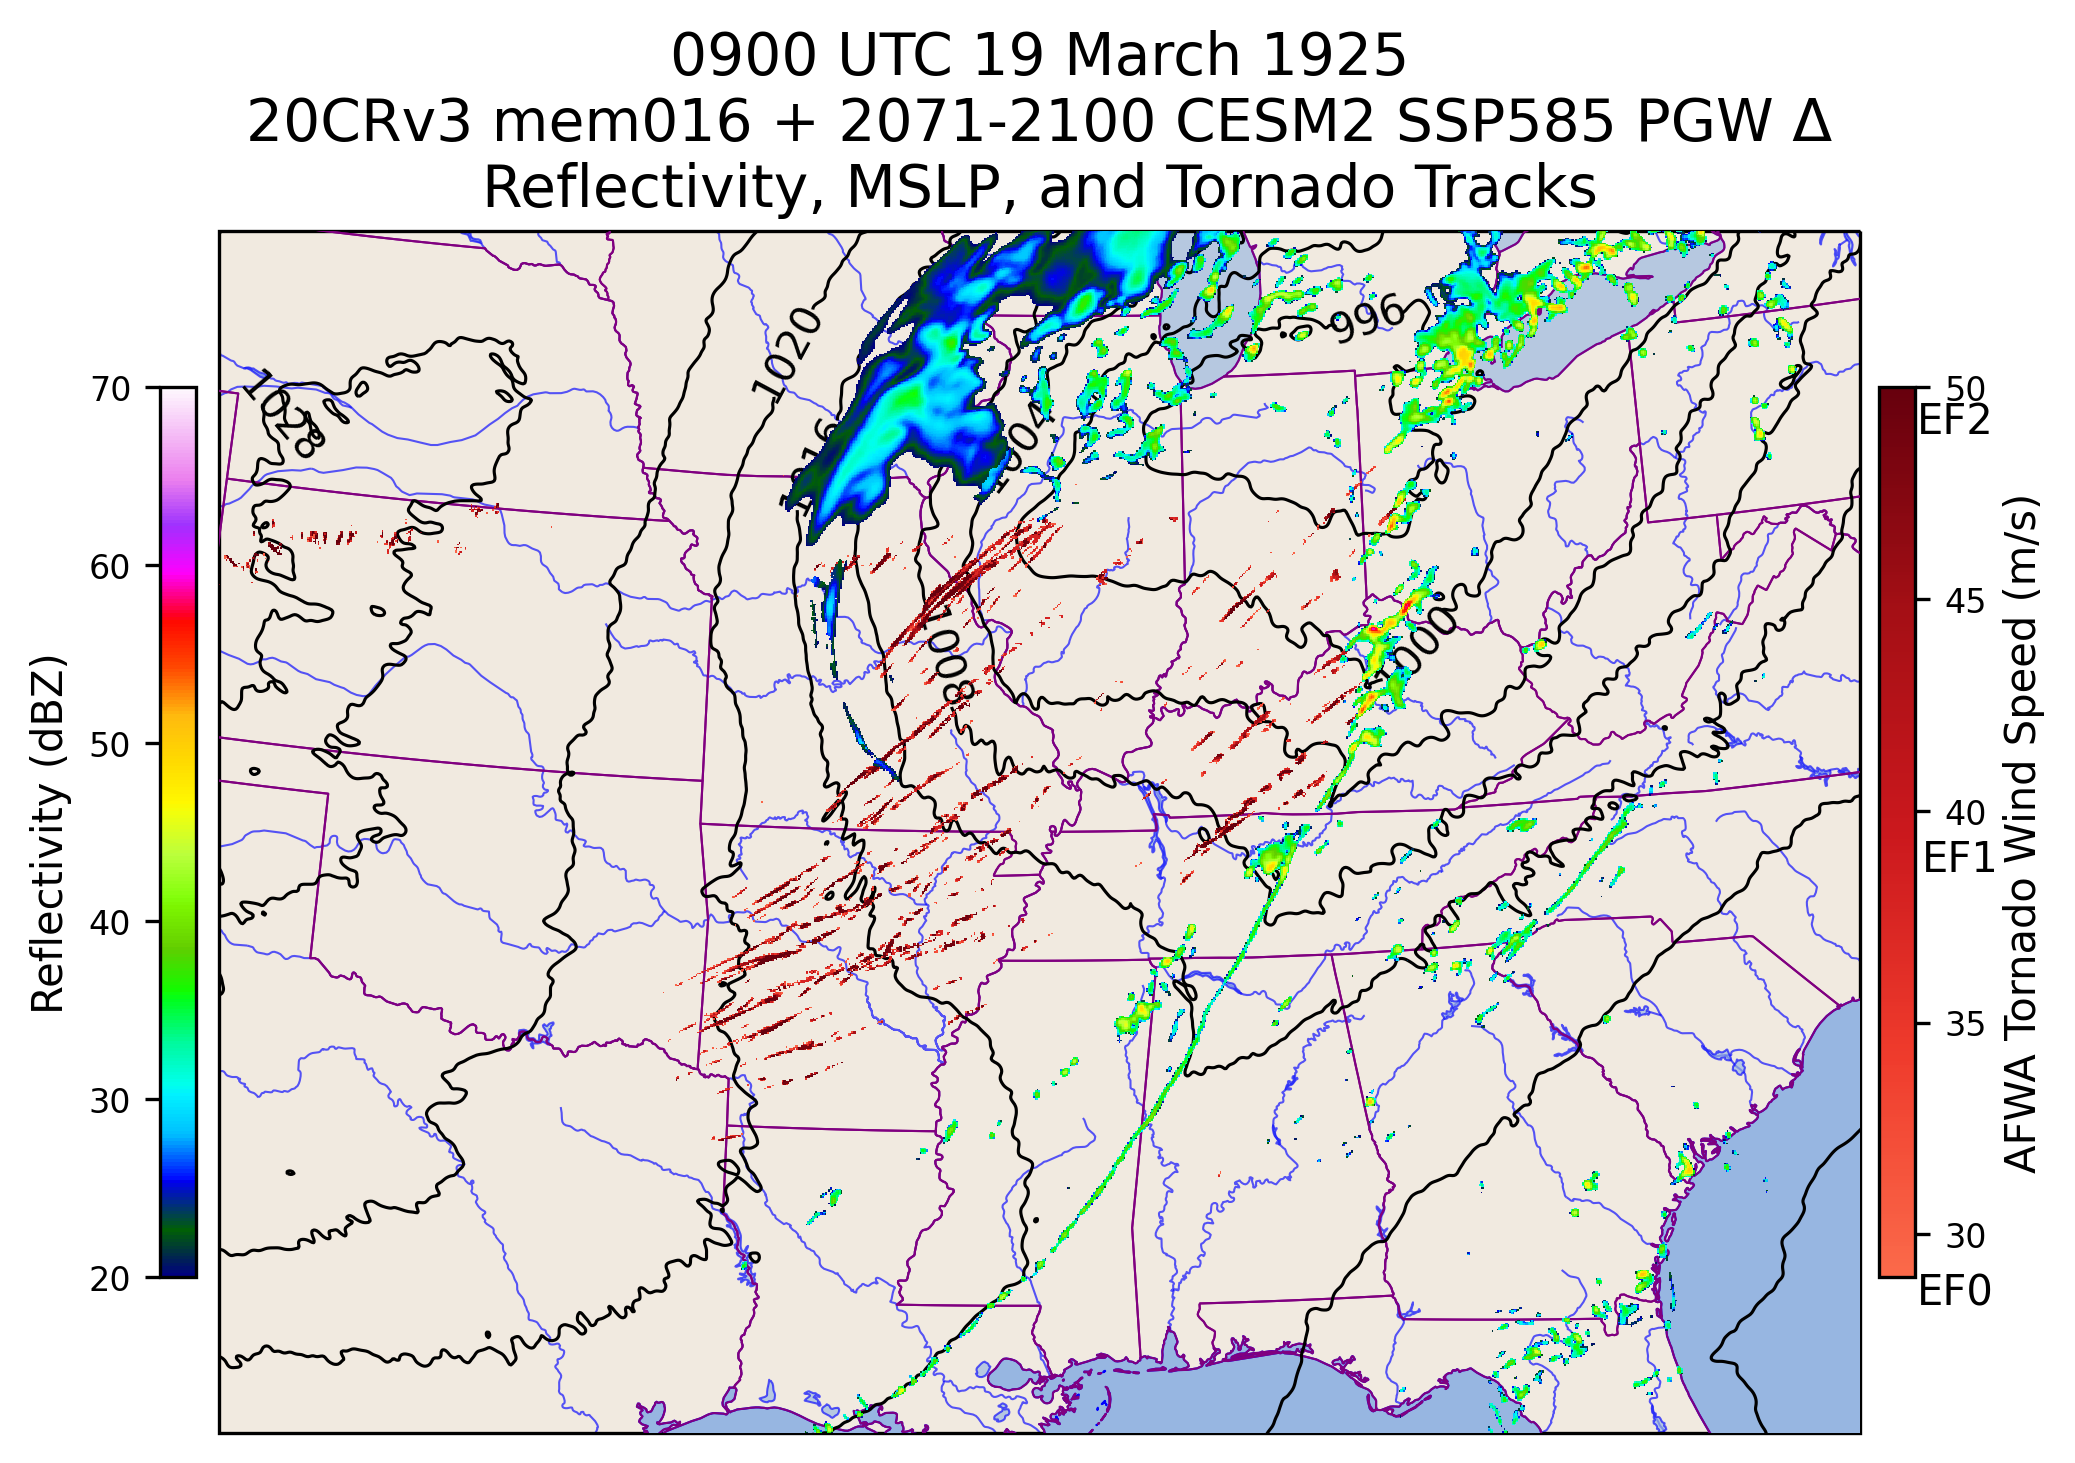 0900 UTC 19 March 1925
20CRv3 mem016 + 2071-2100 CESM2 SSP585 PGW Δ
Reflectivity, MSLP, and Tornado Tracks
1020
996
1028
1004
1008
1000
70
60
50
40
30
20
Reflectivity (dBZ)
50
EF2
45
40
EF1
35
30
EF0
AFWA Tornado Wind Speed (m/s)